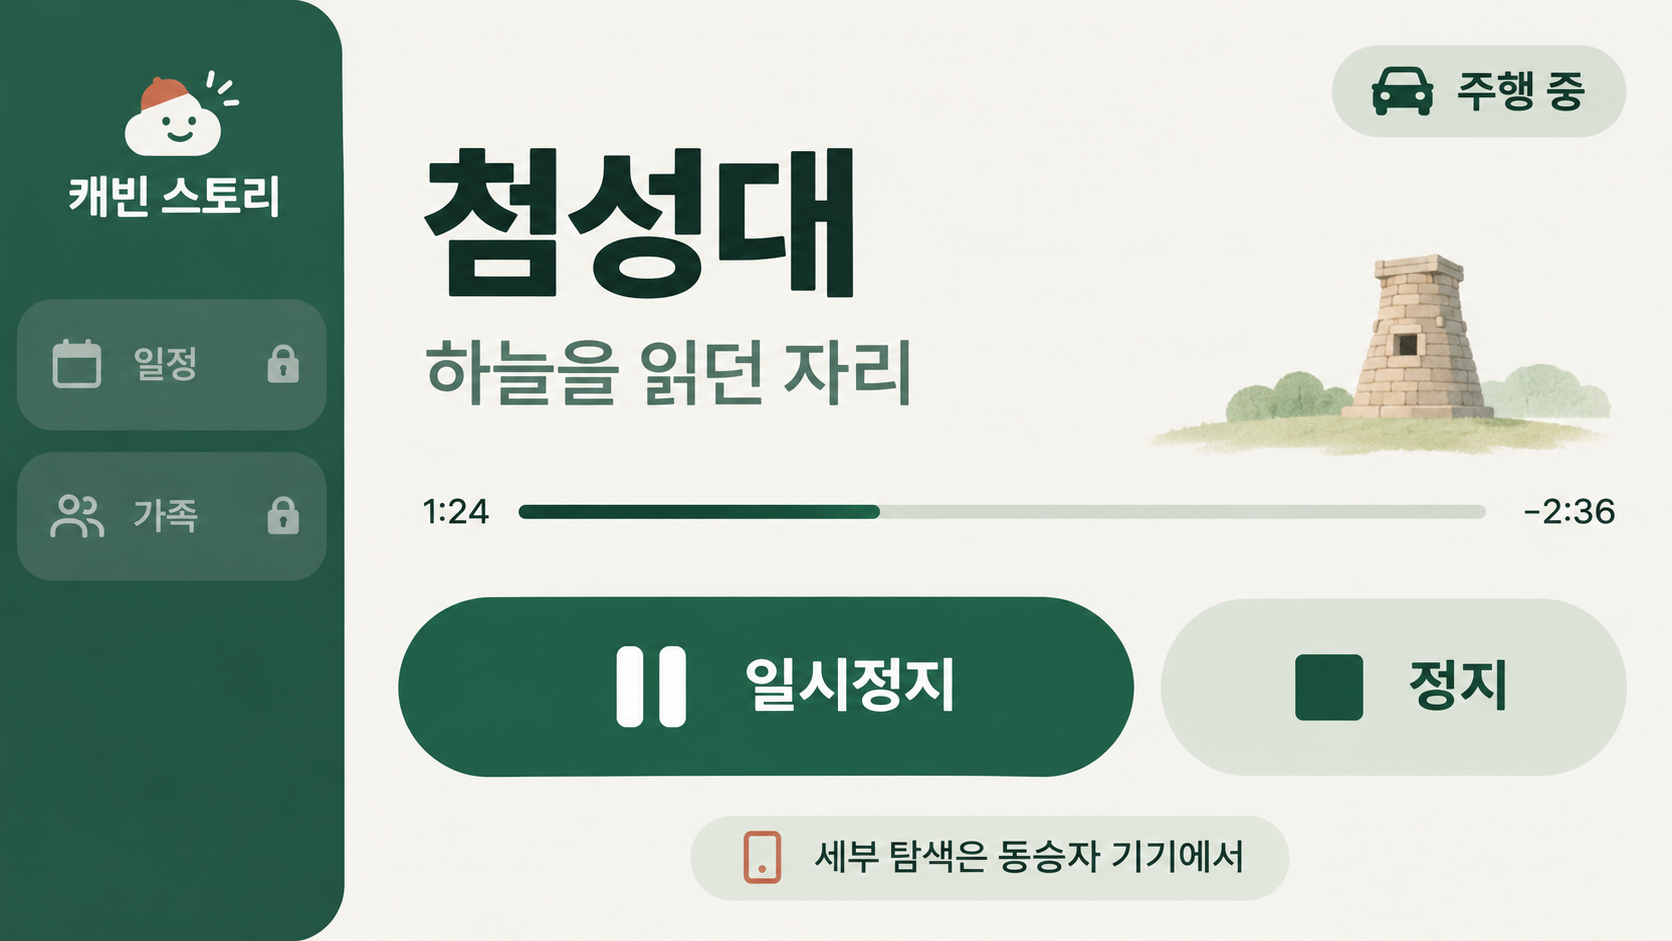 캐빈 스토리
일정
가족
주행 중
첨성대
하늘을 읽던 자리
1:24
-2:36
일시정지
정지
세부 탐색은 동승자 기기에서